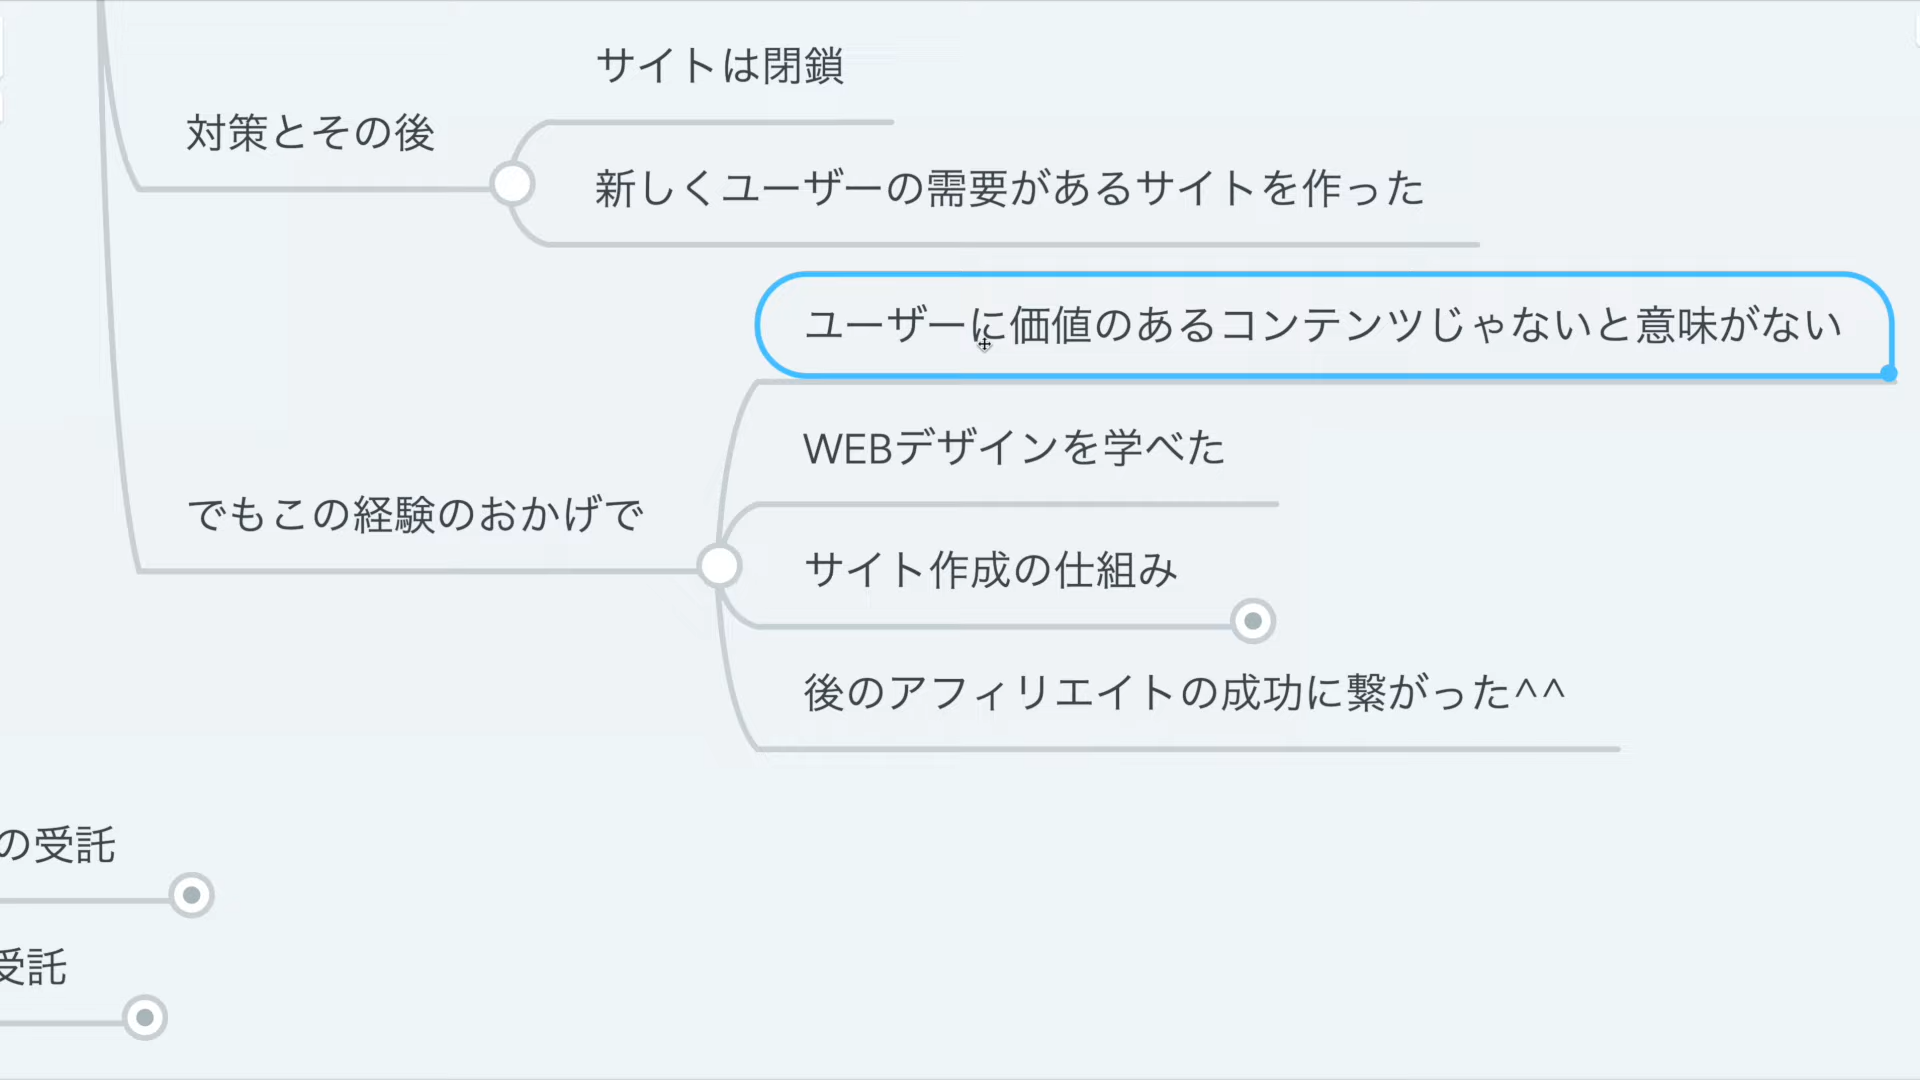 サイトは閉鎖
対策とその後
新しくユーザーの需要があるサイトを作った
ユーザーに価値のあるコンテンツじゃないと意味がない
WEBデザインを学べた
でもこの経験のおかげで
サイト作成の仕組み
後のアフィリエイトの成功に繋がった^^
の受託
受託